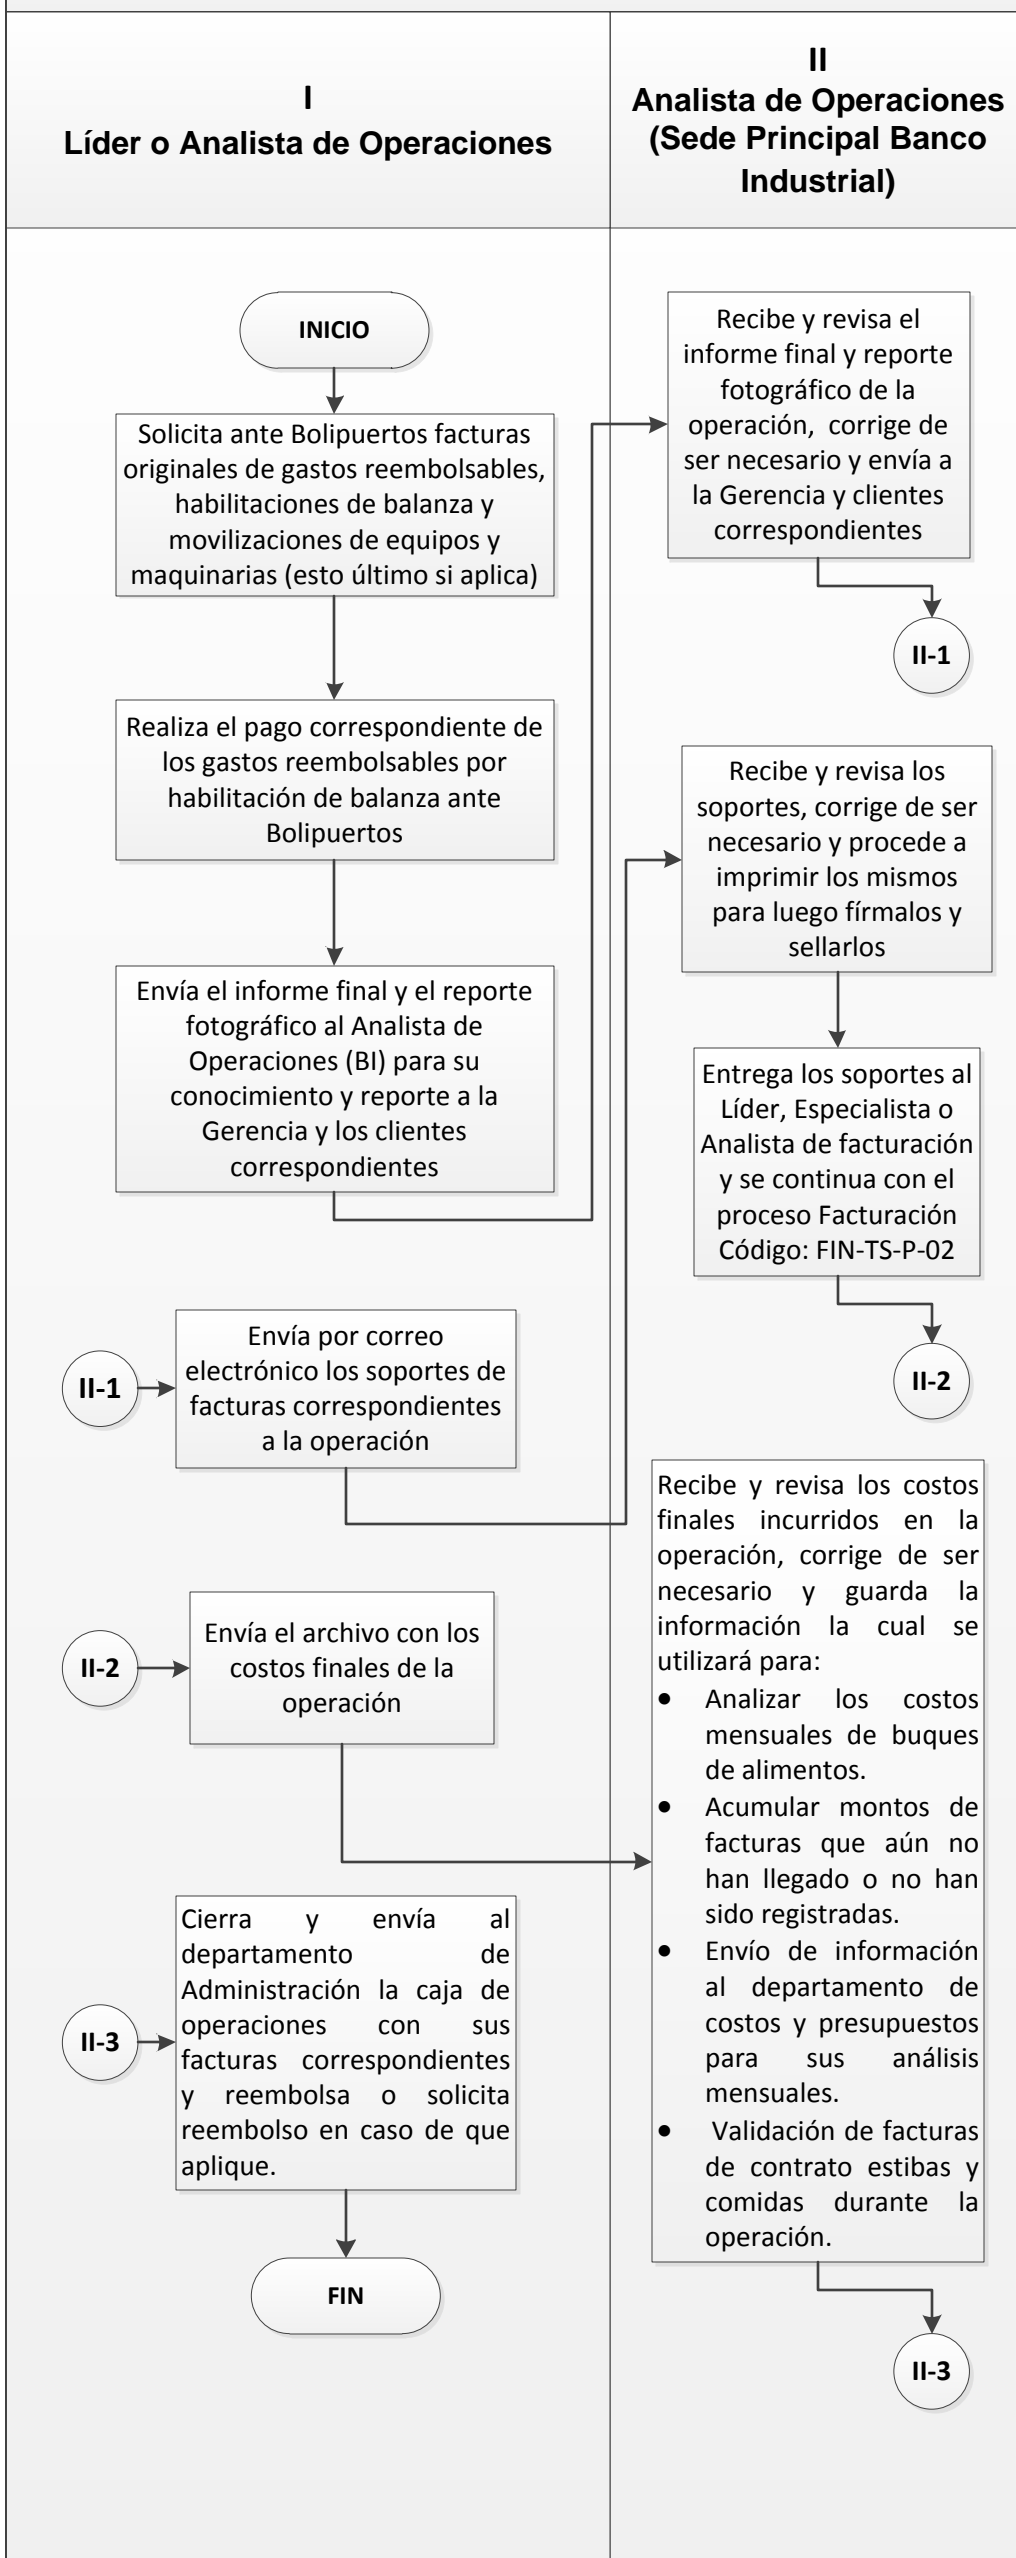 I
Líder o Analista de Operaciones
II
Analista de Operaciones
(Sede Principal Banco
Industrial)
INICIO
Solicita ante Bolipuertos facturas
originales de gastos reembolsables,
habilitaciones de balanza y
movilizaciones de equipos y
maquinarias (esto último si aplica)
Realiza el pago correspondiente de
los gastos reembolsables por
habilitación de balanza ante
Bolipuertos
Envía el informe final y el reporte
fotográfico al Analista de
Operaciones (BI) para su
conocimiento y reporte a la
Gerencia y los clientes
correspondientes
Recibe y revisa el
informe final y reporte
fotográfico de la
operación, corrige de
ser necesario y envía a
la Gerencia y clientes
correspondientes
II-1
II-1
Envía por correo
electrónico los soportes de
facturas correspondientes
a la operación
Recibe y revisa los
soportes, corrige de ser
necesario y procede a
imprimir los mismos
para luego fírmalos y
sellarlos
Entrega los soportes al
Líder, Especialista o
Analista de facturación
y se continua con el
proceso Facturación
Código: FIN-TS-P-02
II-2
II-2
Envía el archivo con los
costos finales de la
operación
Recibe y revisa los costos
finales incurridos en la
operación, corrige de ser
necesario y guarda la
información la cual se
utilizará para:
• Analizar los costos
mensuales de buques
de alimentos.
• Acumular montos de
facturas que aún no
han llegado o no han
sido registradas.
• Envío de información
al departamento de
costos y presupuestos
para sus análisis
mensuales.
• Validación de facturas
de contrato estibas y
comidas durante la
operación.
II-3
II-3
Cierra y envía al
departamento de
Administración la caja de
operaciones con sus
facturas correspondientes
y reembolsa o solicita
reembolso en caso de que
aplique.
FIN